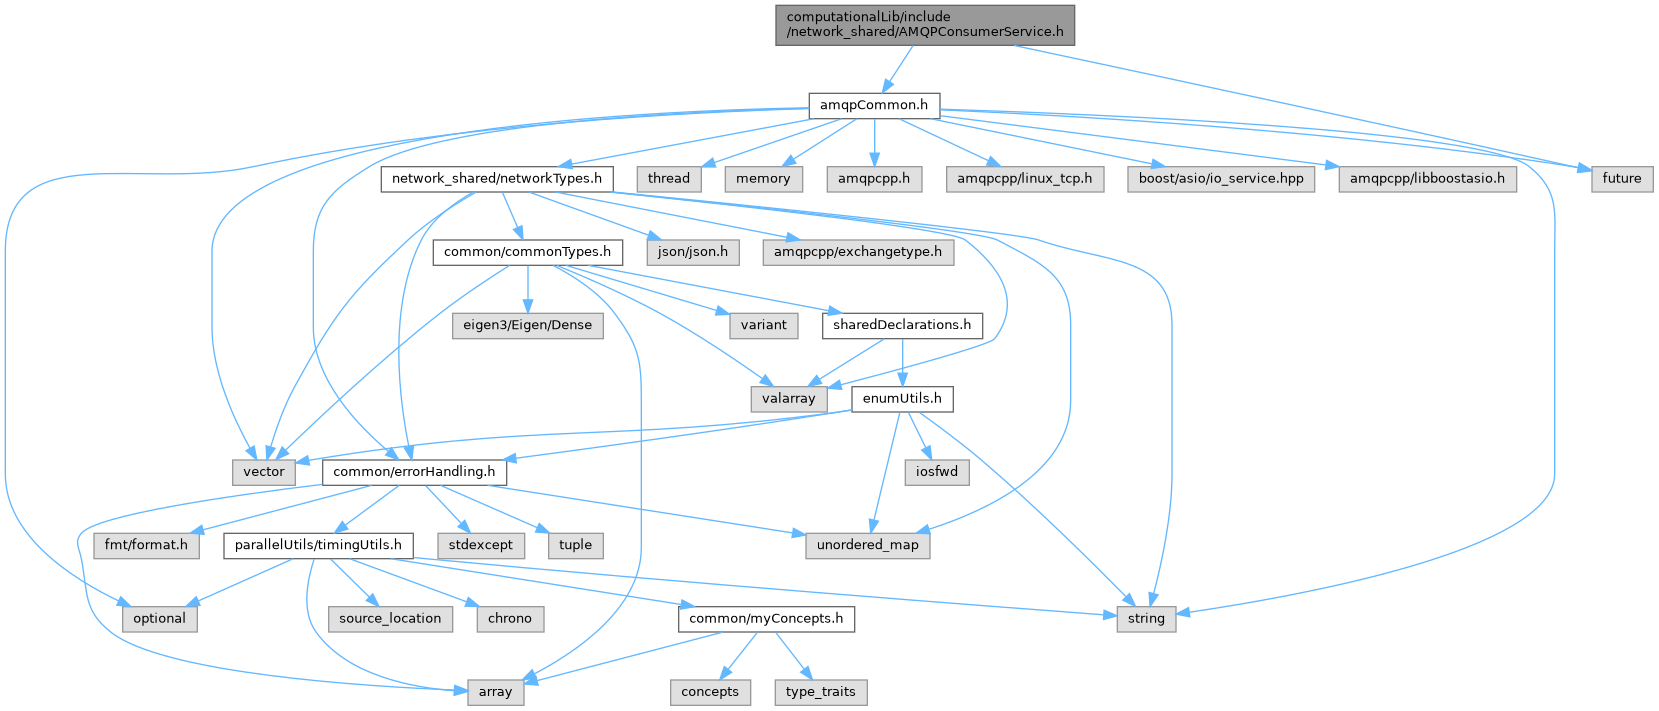 computationalLib/include
/network_shared/AMQPConsumerService.h
amqpCommon.h
network_shared/networkTypes.h
thread
memory
amqpcpp.h
amqpcpp/linux_tcp.h
boost/asio/io_service.hpp
amqpcpp/libboostasio.h
future
common/commonTypes.h
json/json.h
amqpcpp/exchangetype.h
eigen3/Eigen/Dense
variant
sharedDeclarations.h
valarray
enumUtils.h
vector
common/errorHandling.h
iosfwd
fmt/format.h
parallelUtils/timingUtils.h
stdexcept
tuple
unordered_map
optional
source_location
chrono
common/myConcepts.h
string
array
concepts
type_traits